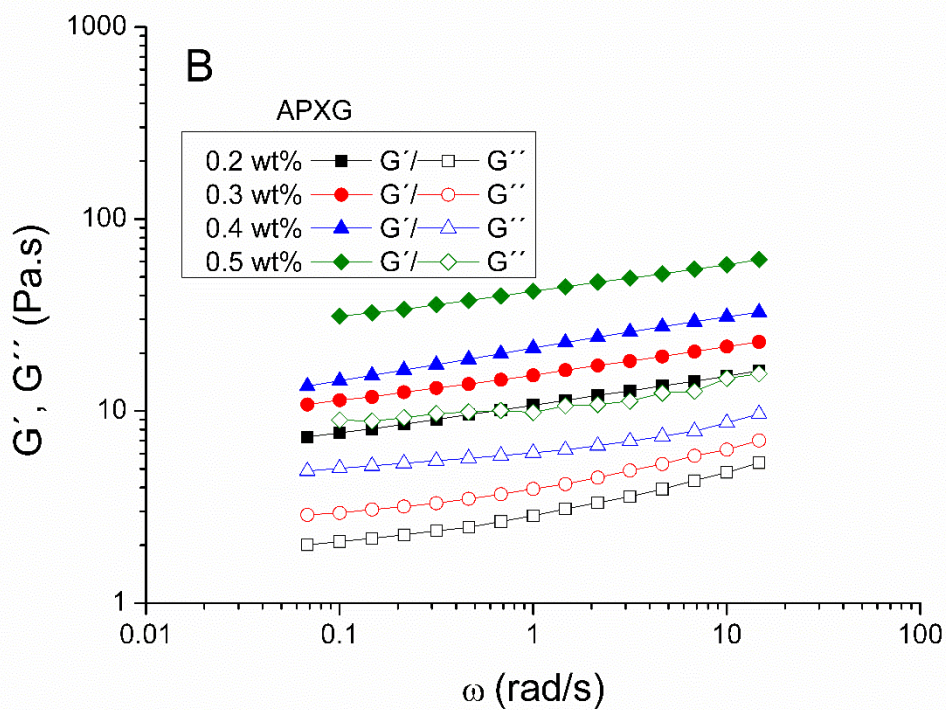 1000
B
APXG
0.2 wt% G´/ G´´
0.3 wt% G´/ G´´
0.4 wt% G´/ G´´
0.5 wt% G´/ G´´
100
10
1
G´, G´´ (Pa.s)
0.01 0.1 1 10 100
ω (rad/s)